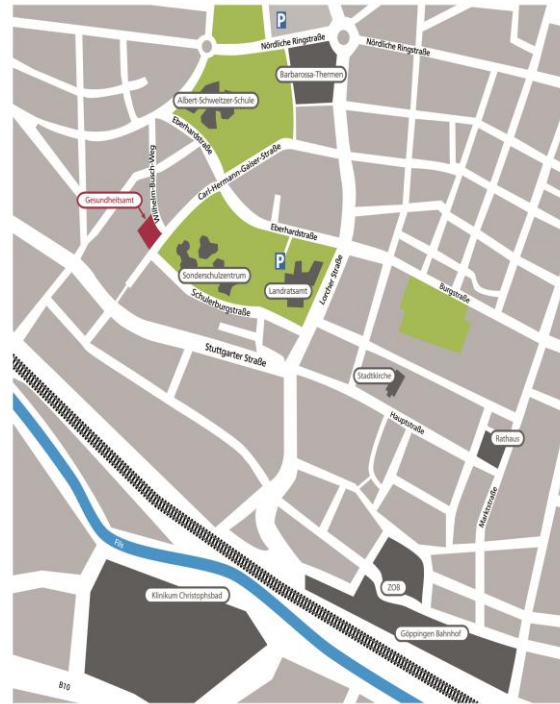 P
Nördliche Ringstraße
Nördliche Ringstraße
Barbarossa-Thermen
Albert-Schweitzer-Schule
Eberhardstraße
Carl-Hermann-Gaiser-Straße
Wilhelm-Busch-Weg
Gesundheitsamt
Eberhardstraße
P
Sonderschulzentrum
Landratsamt
Lorcher Straße
Burgstraße
Schulerburgstraße
Stuttgarter Straße
Stadtkirche
Hauptstraße
Rathaus
Marktstraße
Fils
ZOB
Klinikum Christophsbad
Göppingen Bahnhof
B10